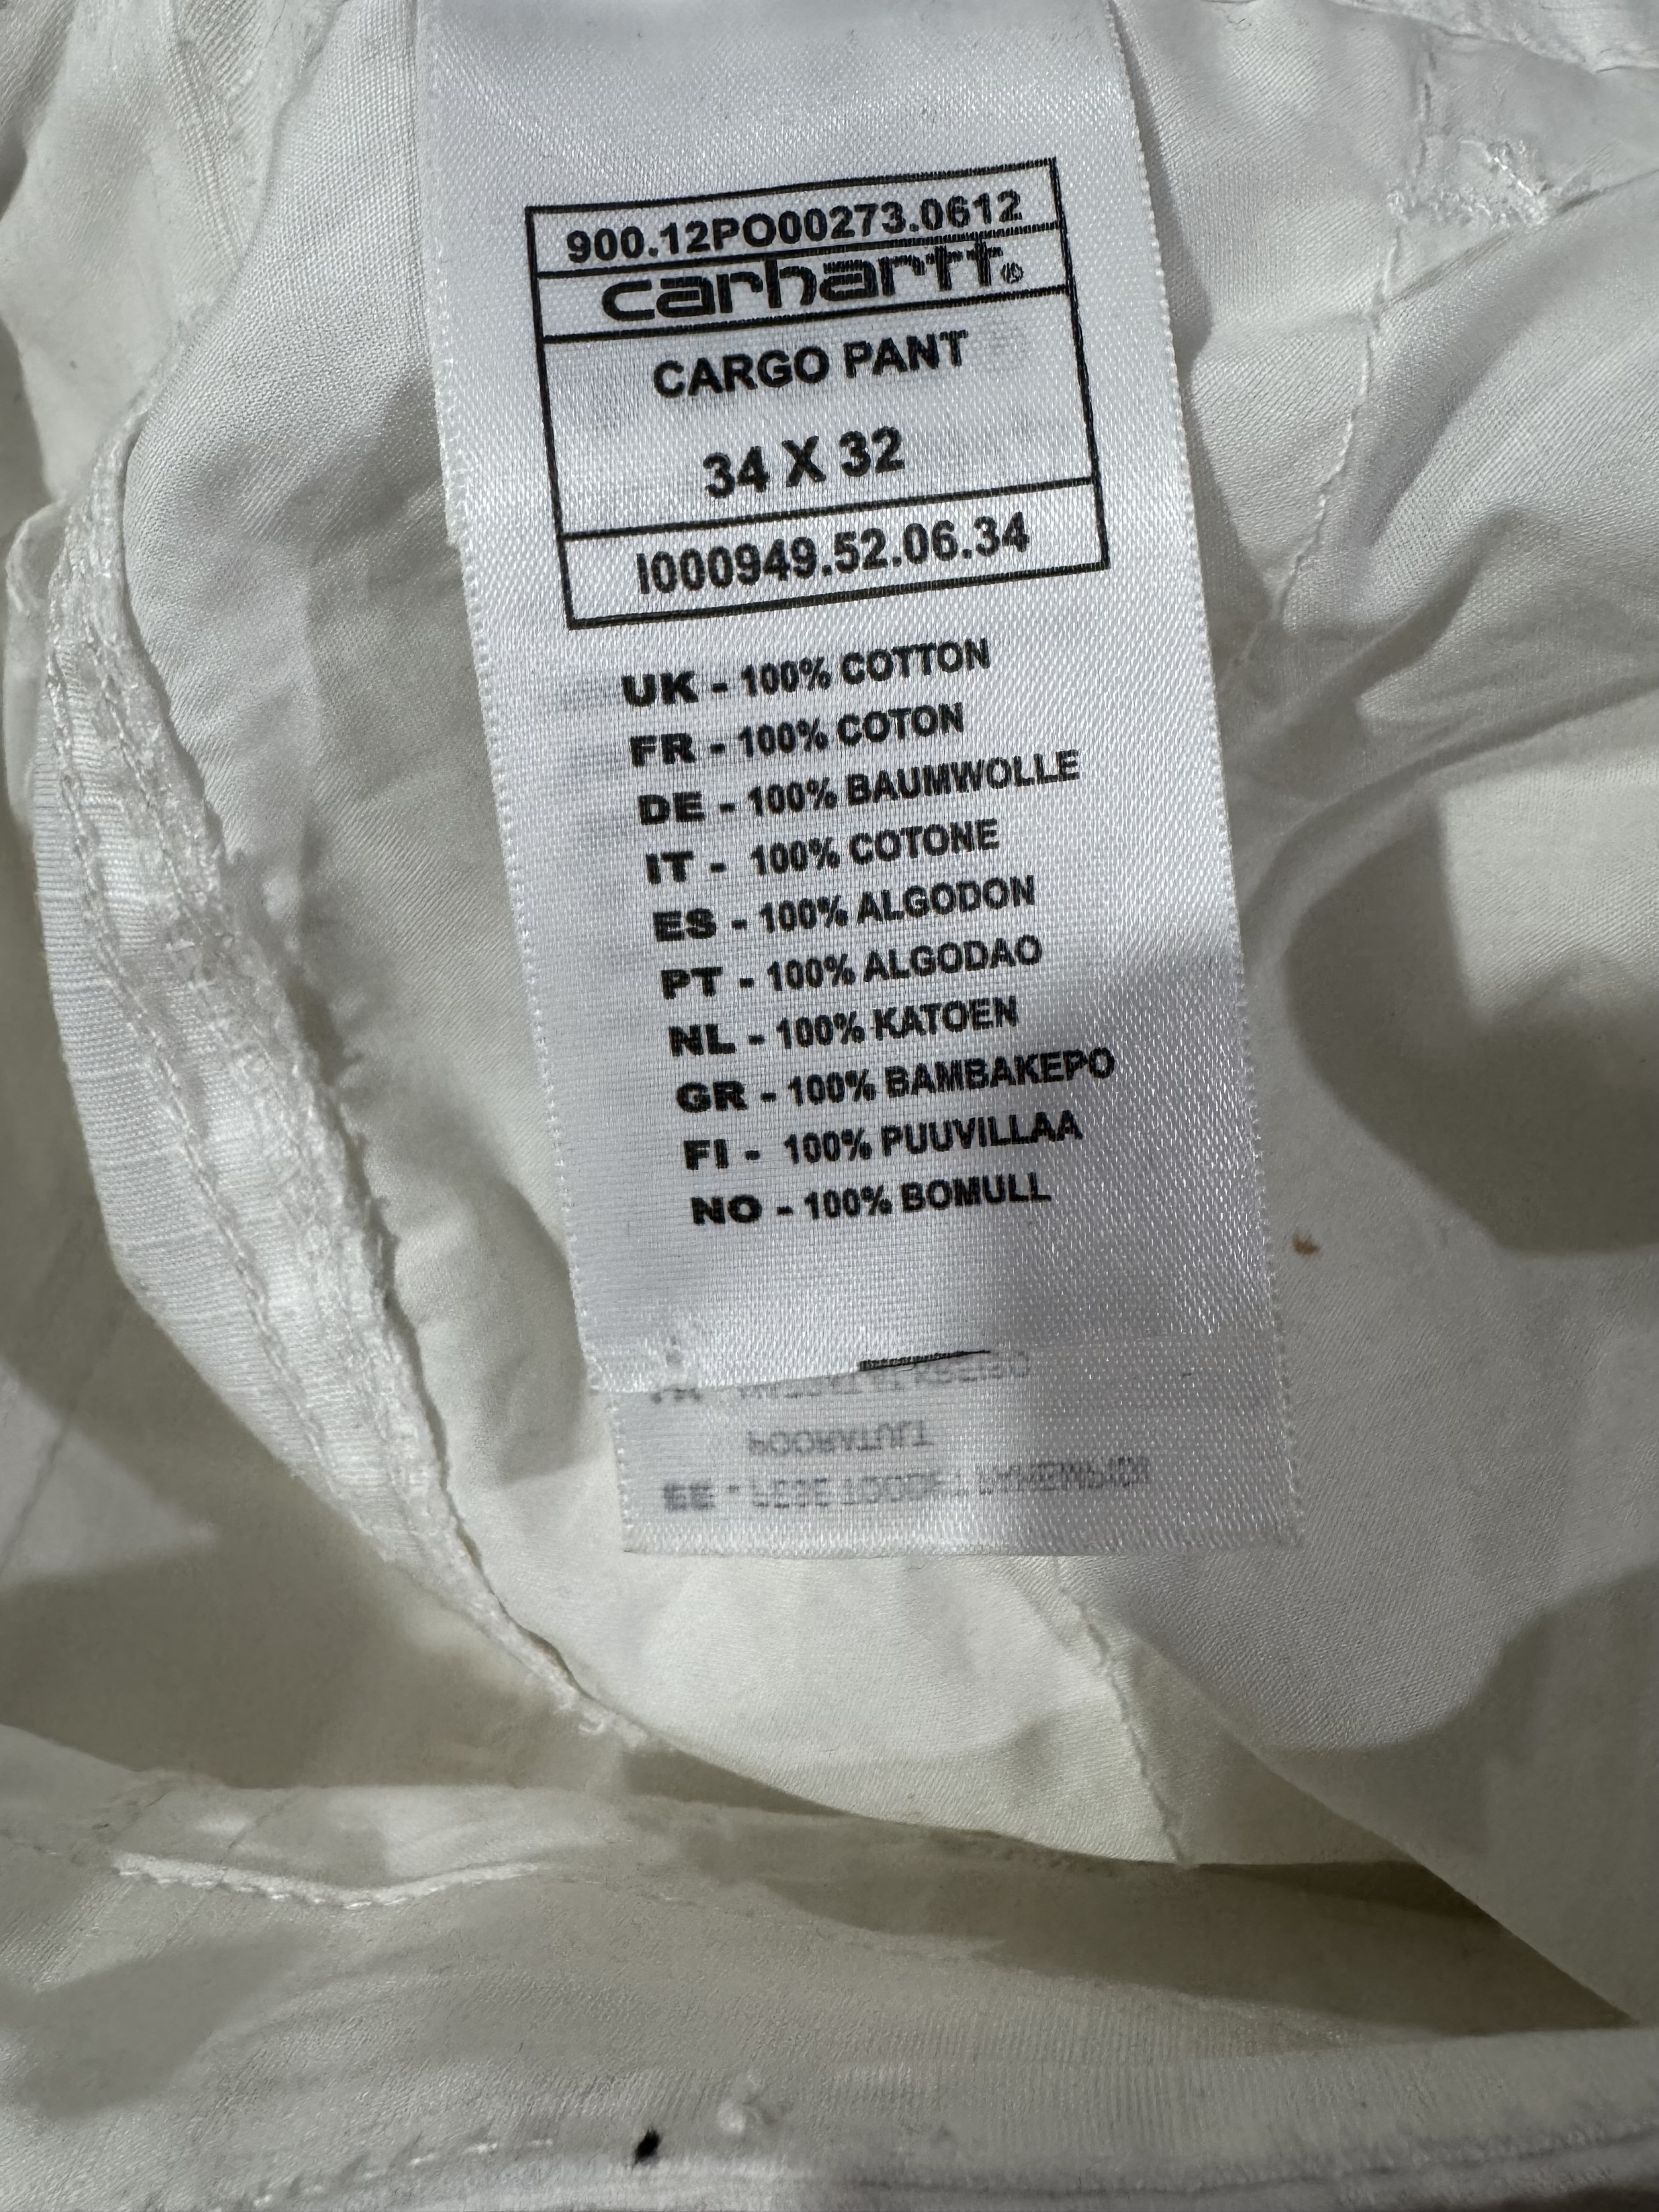 900.12PO00273.0612
carhartt®
CARGO PANT
34 X 32
I000949.52.06.34
UK - 100% COTTON
FR - 100% COTON
DE - 100% BAUMWOLLE
IT - 100% COTONE
ES - 100% ALGODON
PT - 100% ALGODAO
NL - 100% KATOEN
GR - 100% BAMBAKEPO
FI - 100% PUUVILLAA
NO - 100% BOMULL